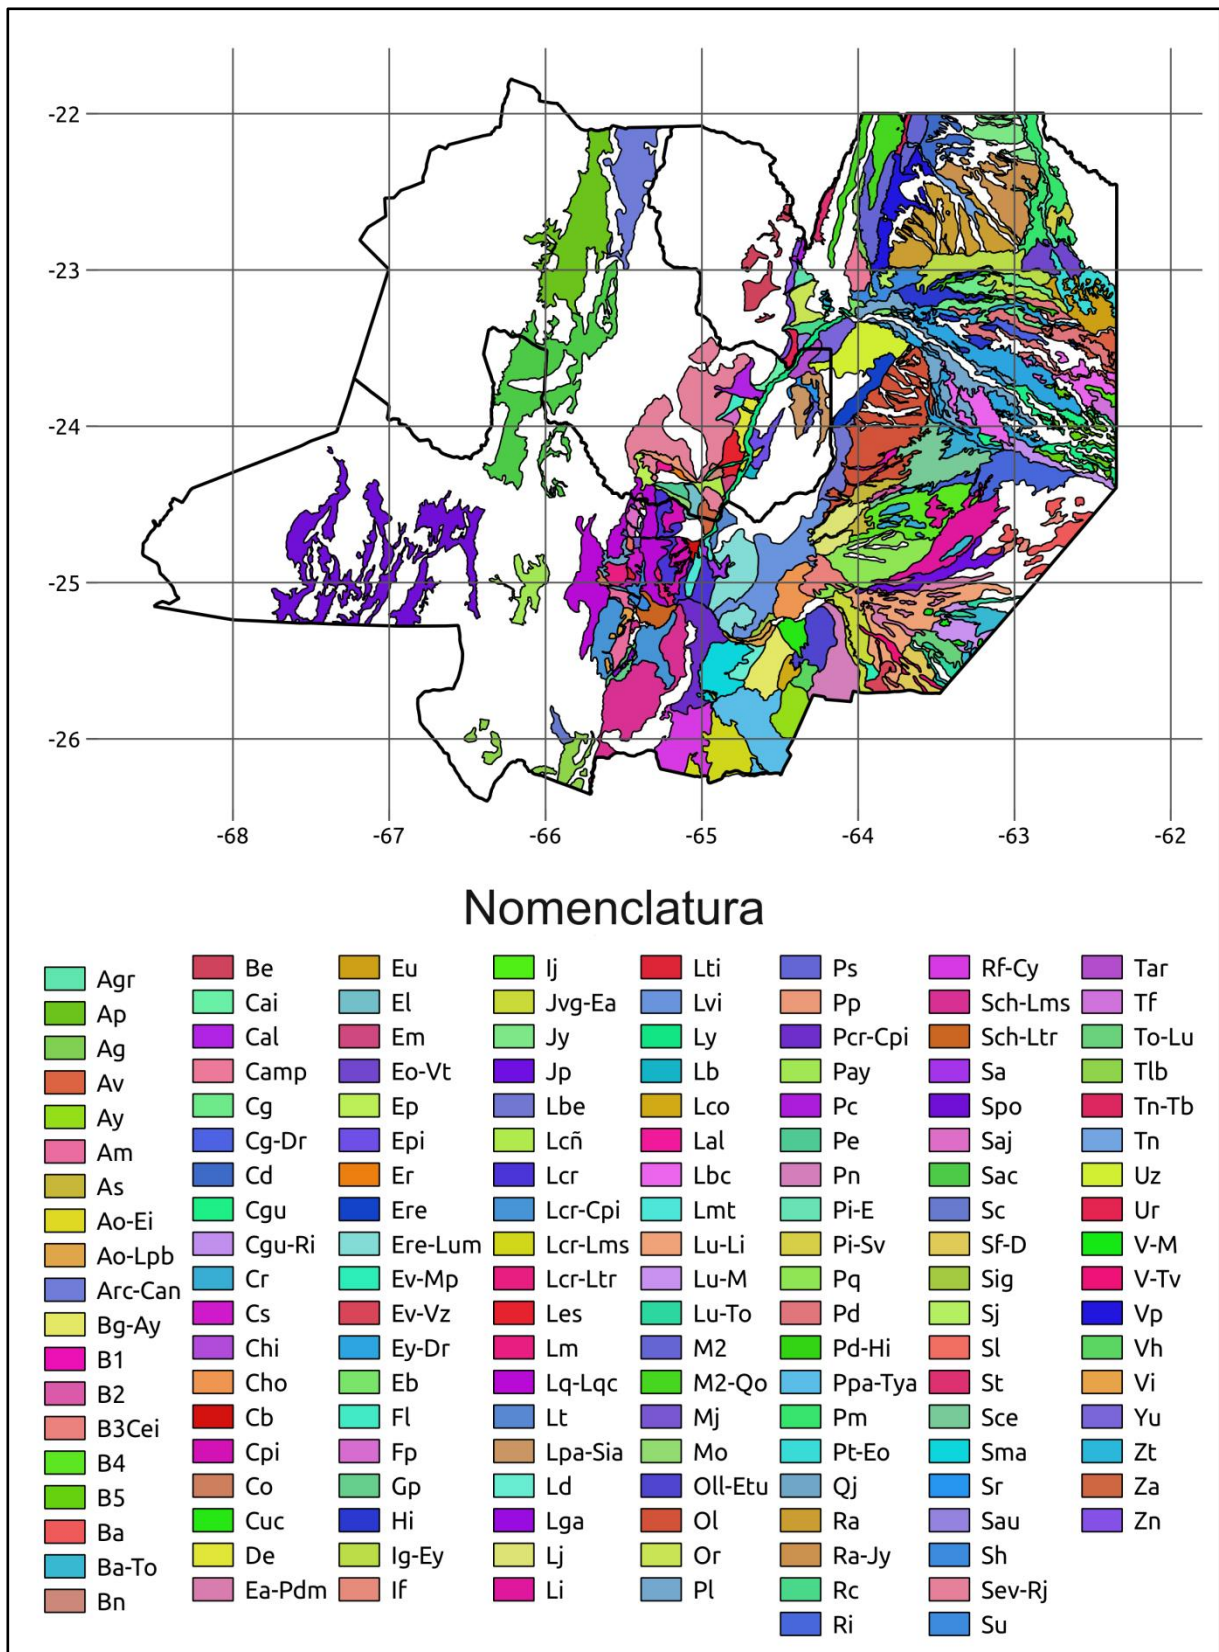 -22
-23
-24
-25
-26
-68
-67
-66
-65
-64
-63
-62
Nomenclatura
Agr
Ap
Ag
Av
Ay
Am
As
Ao-Ei
Ao-Lpb
Arc-Can
Bg-Ay
B1
B2
B3Cei
B4
B5
Ba
Ba-To
Bn
Be
Cai
Cal
Camp
Cg
Cg-Dr
Cd
Cgu
Cgu-Ri
Cr
Cs
Chi
Cho
Cb
Cpi
Co
Cuc
De
Ea-Pdm
Eu
El
Em
Eo-Vt
Ep
Epi
Er
Ere
Ere-Lum
Ev-Mp
Ev-Vz
Ey-Dr
Eb
Fl
Fp
Gp
Hi
Ig-Ey
If
Ij
Jvg-Ea
Jy
Jp
Lbe
Lcñ
Lcr
Lcr-Cpi
Lcr-Lms
Lcr-Ltr
Les
Lm
Lq-Lqc
Lt
Lpa-Sia
Ld
Lga
Lj
Li
Lti
Lvi
Ly
Lb
Lco
Lal
Lbc
Lmt
Lu-Li
Lu-M
Lu-To
M2
M2-Qo
Mj
Mo
Oll-Etu
Ol
Or
Pl
Ps
Pp
Pcr-Cpi
Pay
Pc
Pe
Pn
Pi-E
Pi-Sv
Pq
Pd
Pd-Hi
Ppa-Tya
Pm
Pt-Eo
Qj
Ra
Ra-Jy
Rc
Ri
Rf-Cy
Sch-Lms
Sch-Ltr
Sa
Spo
Saj
Sac
Sc
Sf-D
Sig
Sj
Sl
St
Sce
Sma
Sr
Sau
Sh
Sev-Rj
Su
Tar
Tf
To-Lu
Tlb
Tn-Tb
Tn
Uz
Ur
V-M
V-Tv
Vp
Vh
Vi
Yu
Zt
Za
Zn